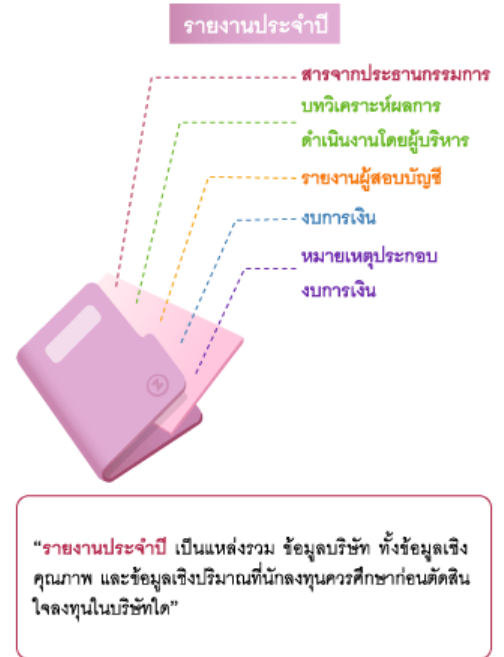 รายงานประจำปี
สารจากประธานกรรมการ
บทวิเคราะห์ผลการ
ดำเนินงานโดยผู้บริหาร
รายงานผู้สอบบัญชี
งบการเงิน
หมายเหตุประกอบ
งบการเงิน
“รายงานประจำปี เป็นแหล่งรวม ข้อมูลบริษัท ทั้งข้อมูลเชิง
คุณภาพ และข้อมูลเชิงปริมาณที่นักลงทุนควรศึกษาก่อนตัดสิน
ใจลงทุนในบริษัทใด”